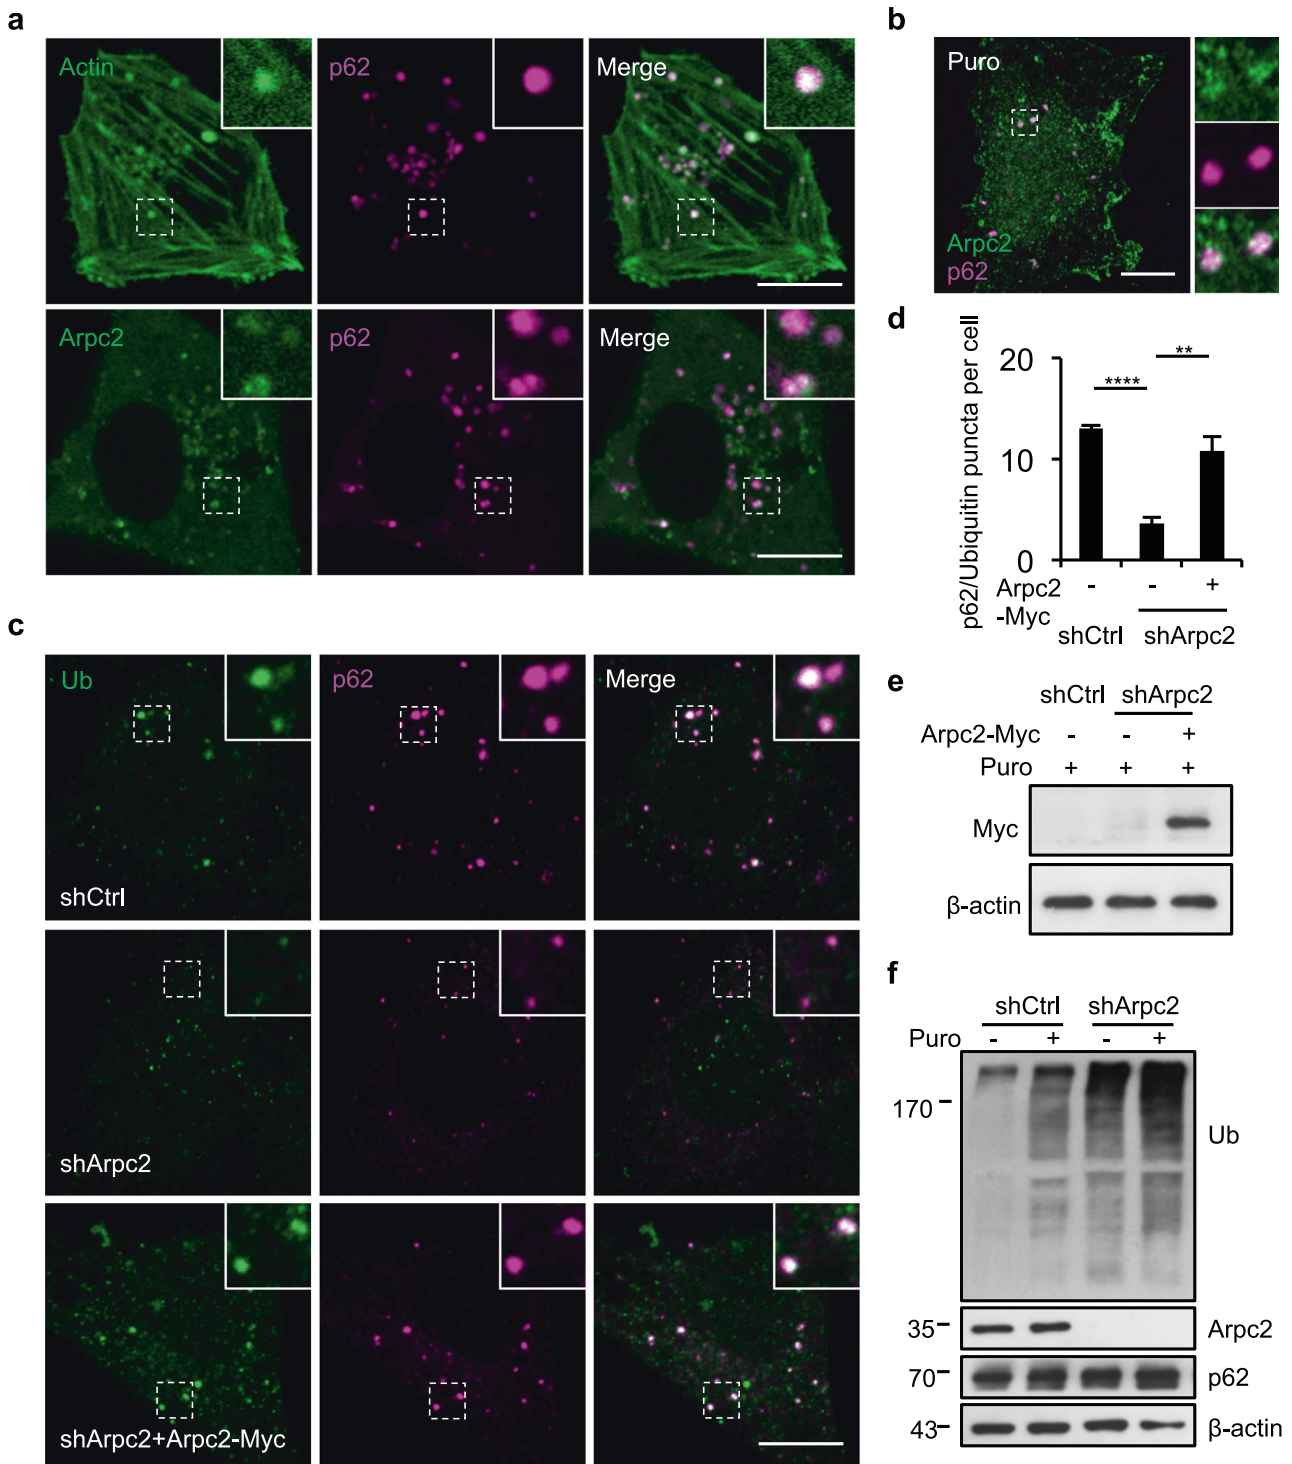 a
Actin
p62
Merge
Arpc2
p62
Merge
b
Puro
Arpc2
p62
c
Ub
p62
Merge
shCtrl
shArpc2
shArpc2+Arpc2-Myc
d
p62/Ubiquitin puncta per cell
20
10
0
**** **
Arpc2 - - +
-Myc
shCtrl shArpc2
e
shCtrl shArpc2
Arpc2-Myc - - +
Puro + + +
Myc
β-actin
f
shCtrl shArpc2
Puro - + - +
170
Ub
35 Arpc2
70 p62
43 β-actin